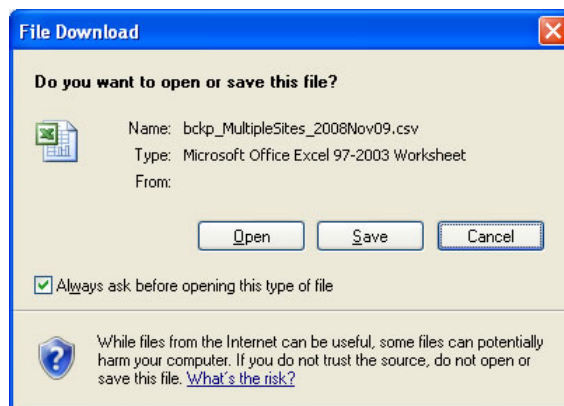 File Download
Do you want to open or save this file?
Name: bckp_MultipleSites_2008Nov09.csv
Type: Microsoft Office Excel 97-2003 Worksheet
From:
Open Save Cancel
Always ask before opening this type of file
While files from the Internet can be useful, some files can potentially
harm your computer. If you do not trust the source, do not open or
save this file. What's the risk?